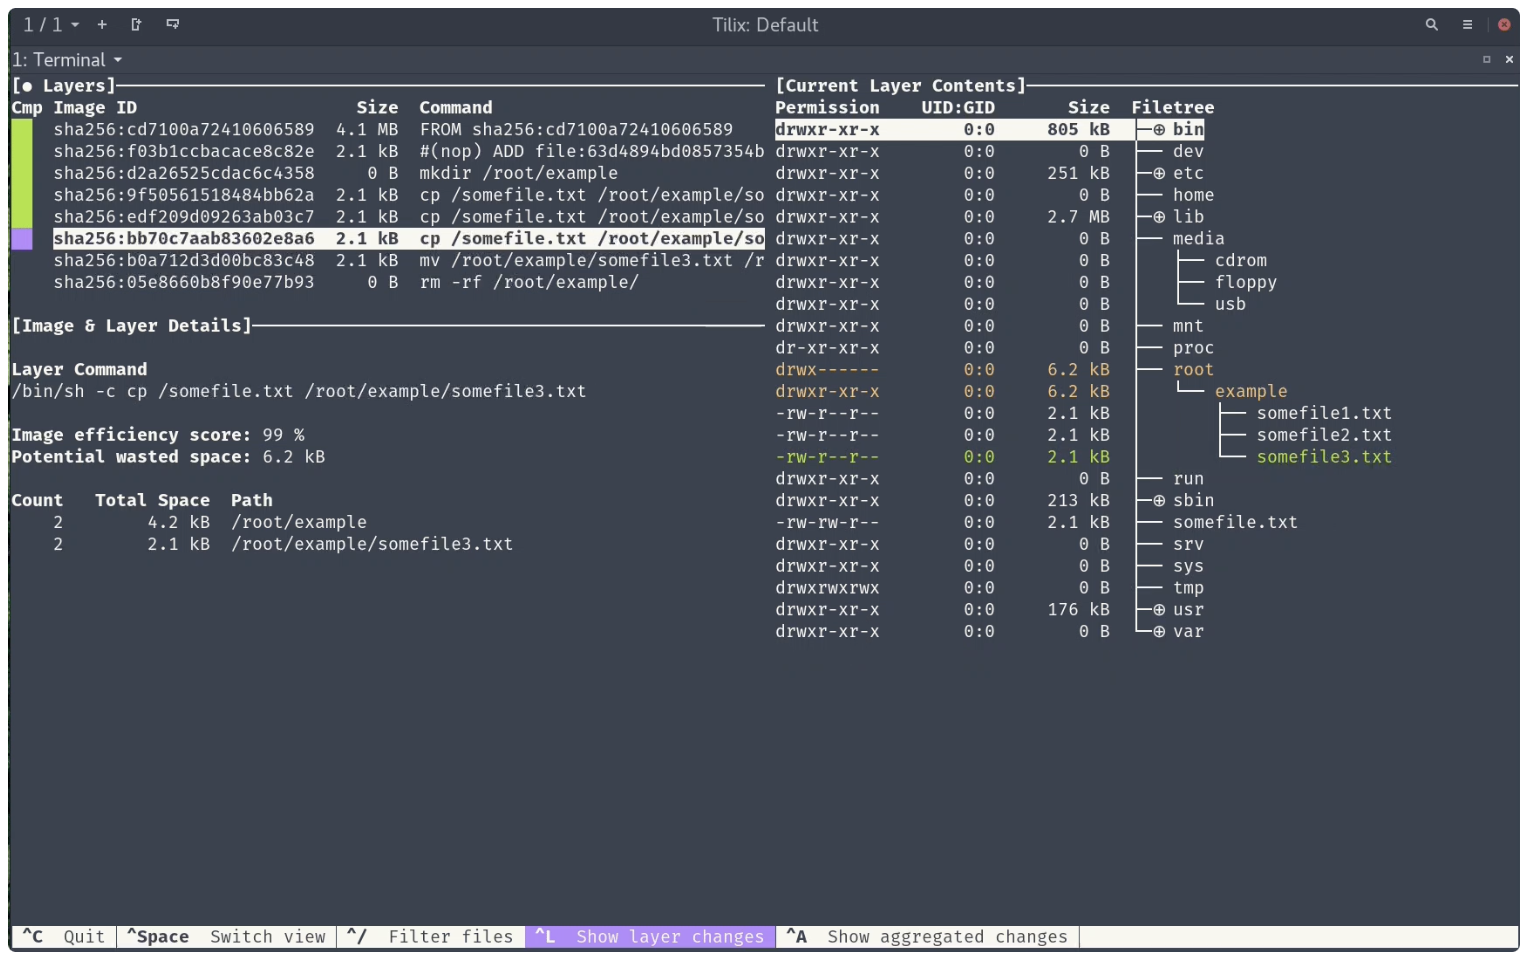 1 / 1
Tilix: Default
1: Terminal
[● Layers]
Cmp Image ID Size Command
sha256:cd7100a72410606589 4.1 MB FROM sha256:cd7100a72410606589
sha256:f03b1ccbacace8c82e 2.1 kB #(nop) ADD file:63d4894bd0857354b
sha256:d2a26525cdac6c4358 0 B mkdir /root/example
sha256:9f50561518484bb62a 2.1 kB cp /somefile.txt /root/example/so
sha256:edf209d09263ab03c7 2.1 kB cp /somefile.txt /root/example/so
sha256:bb70c7aab83602e8a6 2.1 kB cp /somefile.txt /root/example/so
sha256:b0a712d3d00bc83c48 2.1 kB mv /root/example/somefile3.txt /r
sha256:05e8660b8f90e77b93 0 B rm -rf /root/example/
[Image & Layer Details]
Layer Command
/bin/sh -c cp /somefile.txt /root/example/somefile3.txt
Image efficiency score: 99 %
Potential wasted space: 6.2 kB
Count Total Space Path
2 4.2 kB /root/example
2 2.1 kB /root/example/somefile3.txt
[Current Layer Contents]
Permission UID:GID Size Filetree
drwxr-xr-x 0:0 805 kB ├─⊕ bin
drwxr-xr-x 0:0 0 B ├── dev
drwxr-xr-x 0:0 251 kB ├─⊕ etc
drwxr-xr-x 0:0 0 B ├── home
drwxr-xr-x 0:0 2.7 MB ├─⊕ lib
drwxr-xr-x 0:0 0 B ├── media
drwxr-xr-x 0:0 0 B │   ├── cdrom
drwxr-xr-x 0:0 0 B │   ├── floppy
drwxr-xr-x 0:0 0 B │   └── usb
drwxr-xr-x 0:0 0 B ├── mnt
dr-xr-xr-x 0:0 0 B ├── proc
drwx------ 0:0 6.2 kB ├── root
drwxr-xr-x 0:0 6.2 kB │   └── example
-rw-r--r-- 0:0 2.1 kB │       ├── somefile1.txt
-rw-r--r-- 0:0 2.1 kB │       ├── somefile2.txt
-rw-r--r-- 0:0 2.1 kB │       └── somefile3.txt
drwxr-xr-x 0:0 0 B ├── run
drwxr-xr-x 0:0 213 kB ├─⊕ sbin
-rw-rw-r-- 0:0 2.1 kB ├── somefile.txt
drwxr-xr-x 0:0 0 B ├── srv
drwxr-xr-x 0:0 0 B ├── sys
drwxrwxrwx 0:0 0 B ├── tmp
drwxr-xr-x 0:0 176 kB ├─⊕ usr
drwxr-xr-x 0:0 0 B └─⊕ var
^C Quit ^Space Switch view ^/ Filter files ^L Show layer changes ^A Show aggregated changes